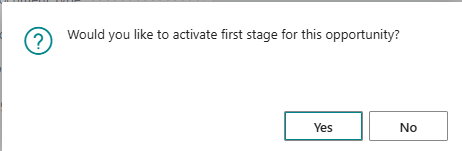 Would you like to activate first stage for this opportunity?
Yes
No